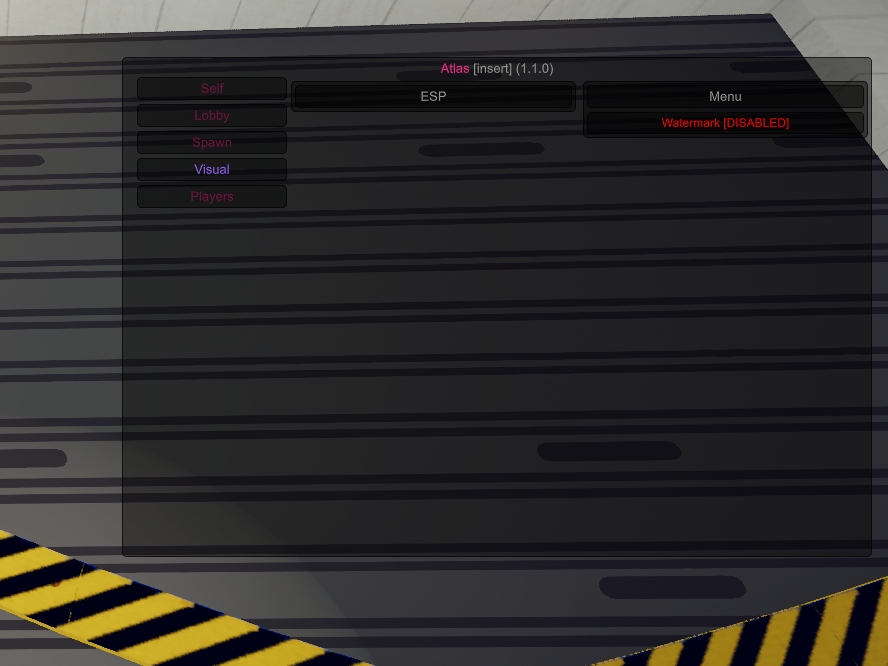 Atlas [insert] (1.1.0)
Self
Lobby
Spawn
Visual
Players
ESP
Menu
Watermark [DISABLED]